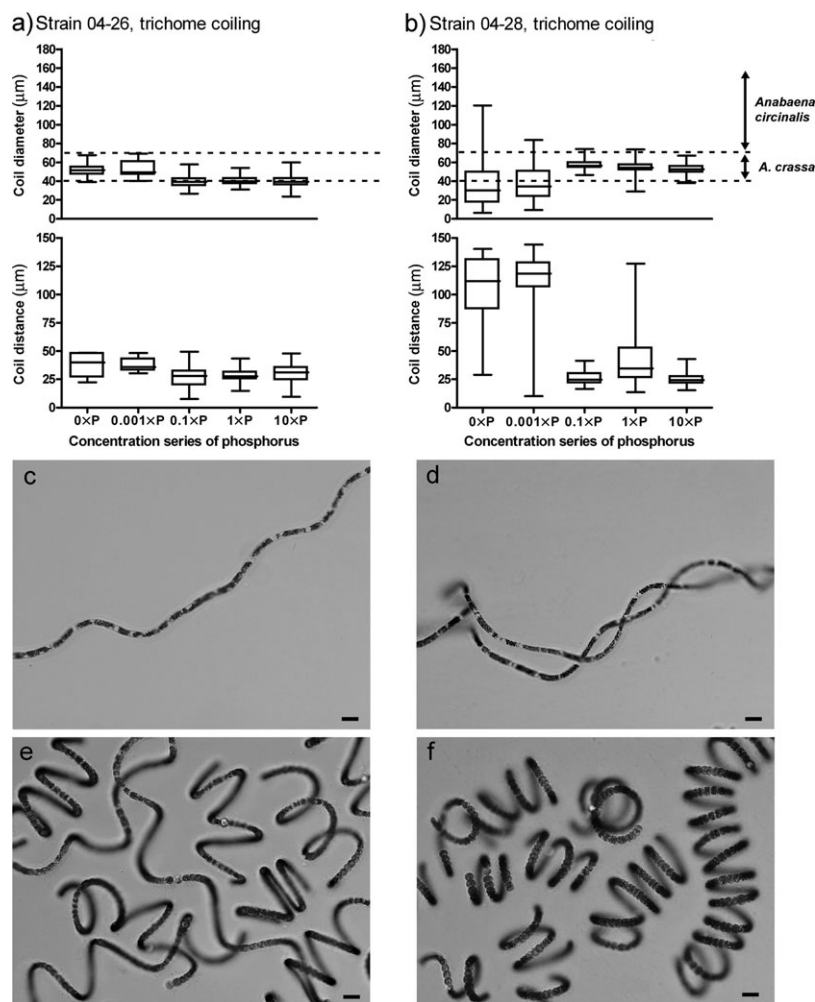 a) Strain 04-26, trichome coiling
Coil diameter (µm)
180
160
140
120
100
80
60
40
20
0
Coil distance (µm)
150
125
100
75
50
25
0
0×P 0.001×P 0.1×P 1×P 10×P
Concentration series of phosphorus
b) Strain 04-28, trichome coiling
Coil diameter (µm)
180
160
140
120
100
80
60
40
20
0
Anabaena
circinalis
A. crassa
Coil distance (µm)
150
125
100
75
50
25
0
0×P 0.001×P 0.1×P 1×P 10×P
Concentration series of phosphorus
c
d
e
f